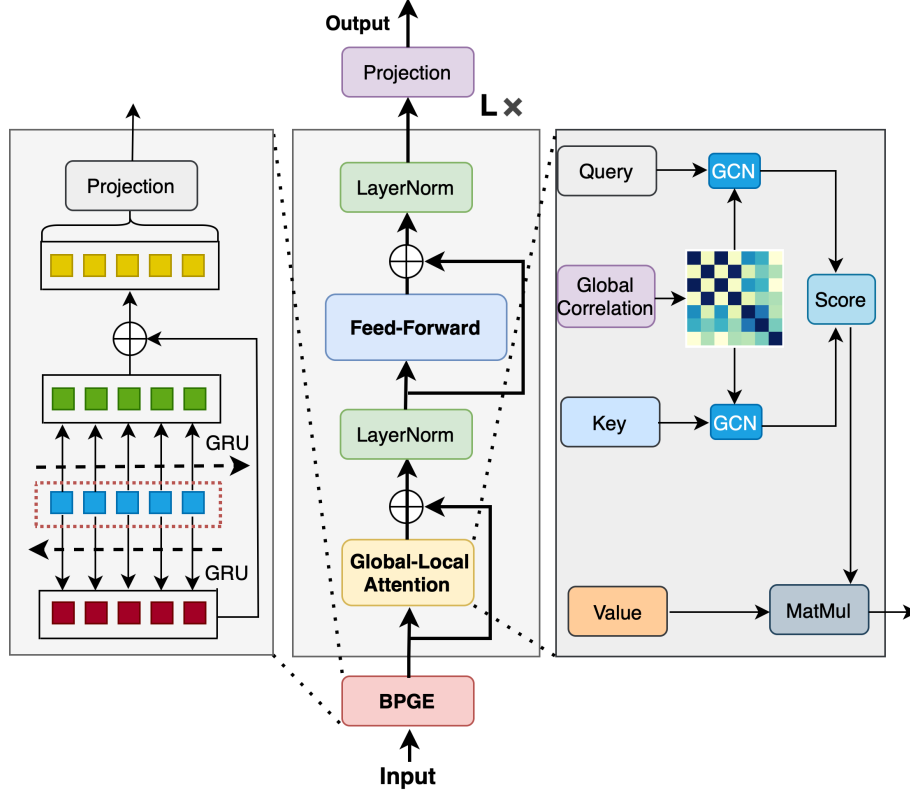 Output
Projection
L ×
LayerNorm
Feed-Forward
LayerNorm
Global-Local
Attention
BPGE
Input
Projection
GRU
GRU
Query
GCN
Global
Correlation
Score
Key
GCN
Value
MatMul